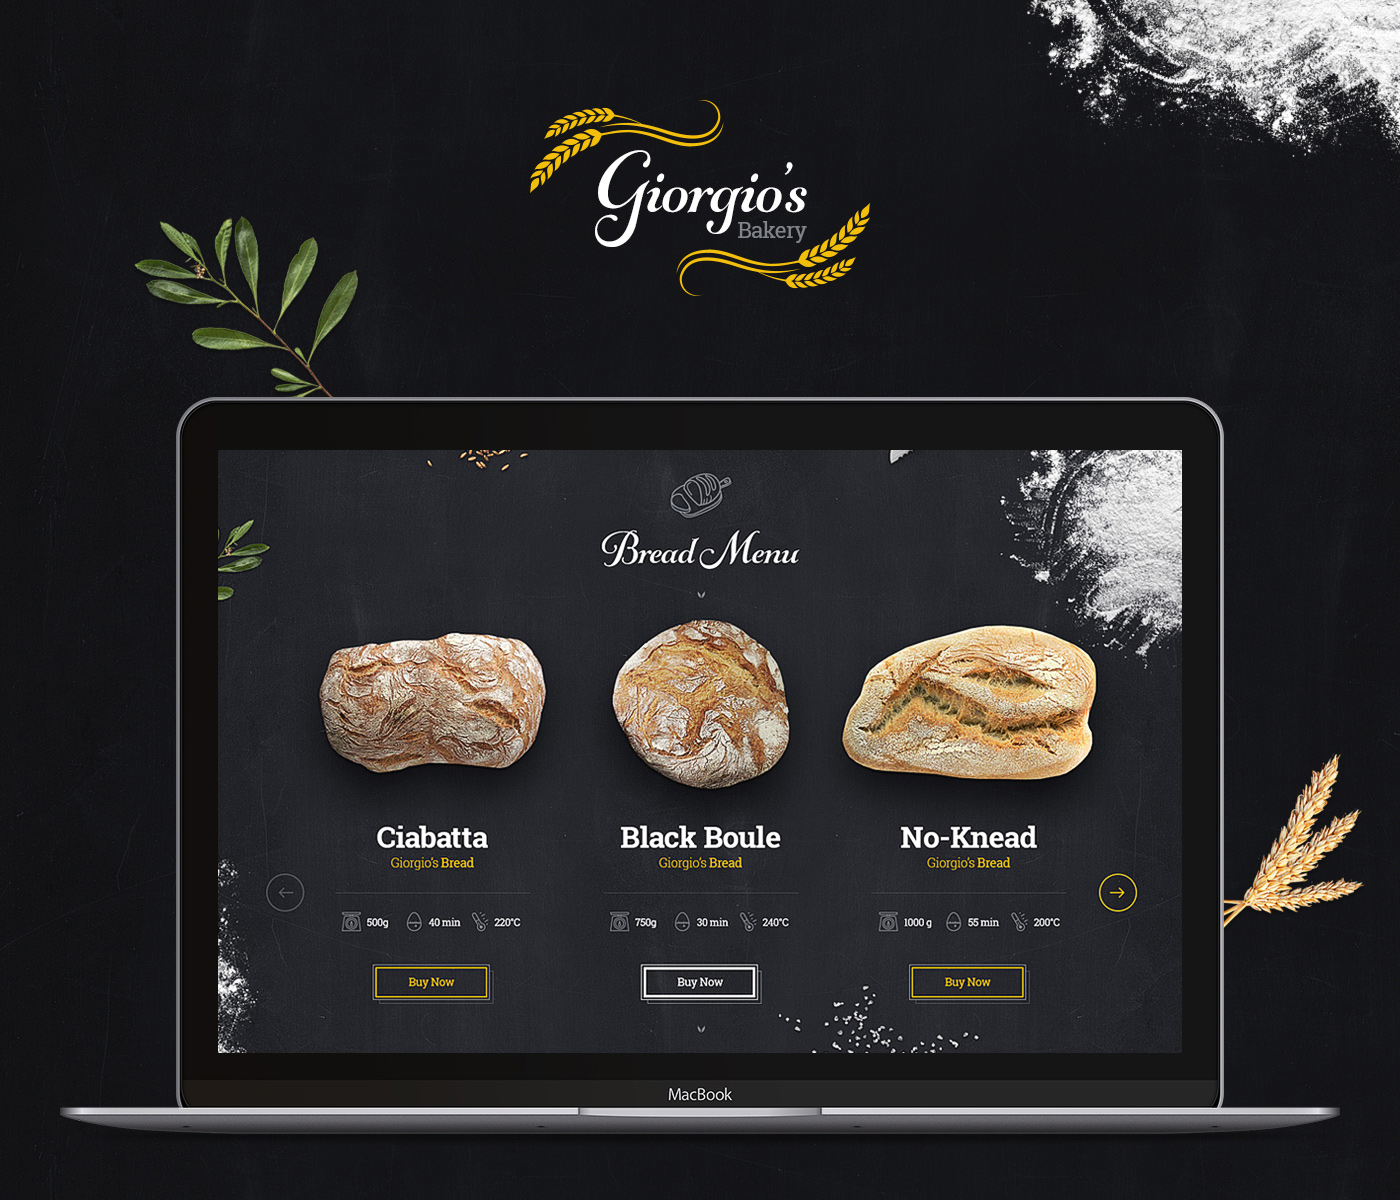 Giorgio's
Bakery
Bread Menu
Ciabatta
Giorgio's Bread
500g 40 min 220°C
Buy Now
Black Boule
Giorgio's Bread
750g 30 min 240°C
Buy Now
No-Knead
Giorgio's Bread
1000 g 55 min 200°C
Buy Now
MacBook